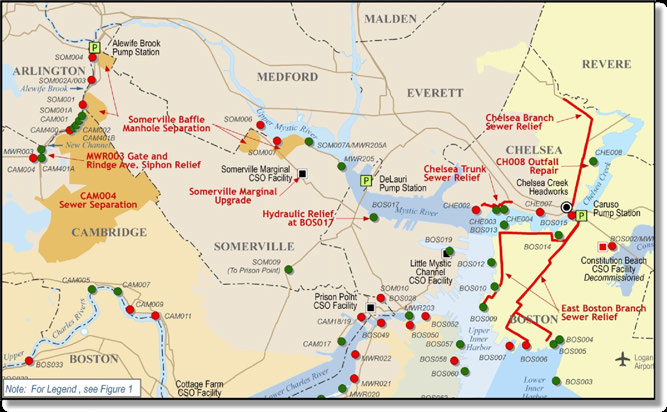 MALDEN
REVERE
Alewife Brook
Pump Station
SOM004
ARLINGTON
SOM002A/003
Alewife Brook
MEDFORD
EVERETT
SOM001
SOM001A
CAM001
CAM400
CAM002
CAM401B
New Channel
MWR003
SOM004
CAM401A
Somerville Baffle
Manhole Separation
MWR003 Gate and
Rindge Ave. Siphon Relief
CAM004
Sewer Separation
CAMBRIDGE
SOM006
SOM007
Upper Mystic River
SOM007A/MWR205A
MWR205
Somerville Marginal
CSO Facility
Somerville Marginal
Upgrade
DeLauri
Pump Station
BOS017
Hydraulic Relief
at BOS017
Mystic River
Chelsea Branch
Sewer Relief
CHELSEA
CH008 Outfall
Repair
CHE008
Chelsea Creek
Chelsea Trunk
Sewer Relief
Chelsea Creek
Headworks
CHE002
CHE003
CHE004
CHE007
BOS013
BOS015
Caruso
Pump Station
BOS014
BOS002/MW
Constitution Beach
CSO Facility
Decommissioned
SOMERVILLE
SOM009
(To Prison Point)
BOS019
Little Mystic
Channel
CSO Facility
BOS012
BOS010
BOS009
East Boston Branch
Sewer Relief
BOSTON
CAM005
CAM007
CAM009
CAM011
Charles River
Upper
BOS033
BOSTON
Cottage Farm
CSO Facility
Prison Point
CSO Facility
SOM010
BOS028
MWR203
CAM18/19
BOS049
BOS050
BOS052
CAM017
MWR022
MWR021
MWR020
Lower Charles River
BOS057
BOS058
BOS060
Upper Inner
Harbor
BOS007
BOS006
BOS004
BOS005
BOS003
Lower Inner
Harbor
Logan
Airport
Note: For Legend , see Figure 1